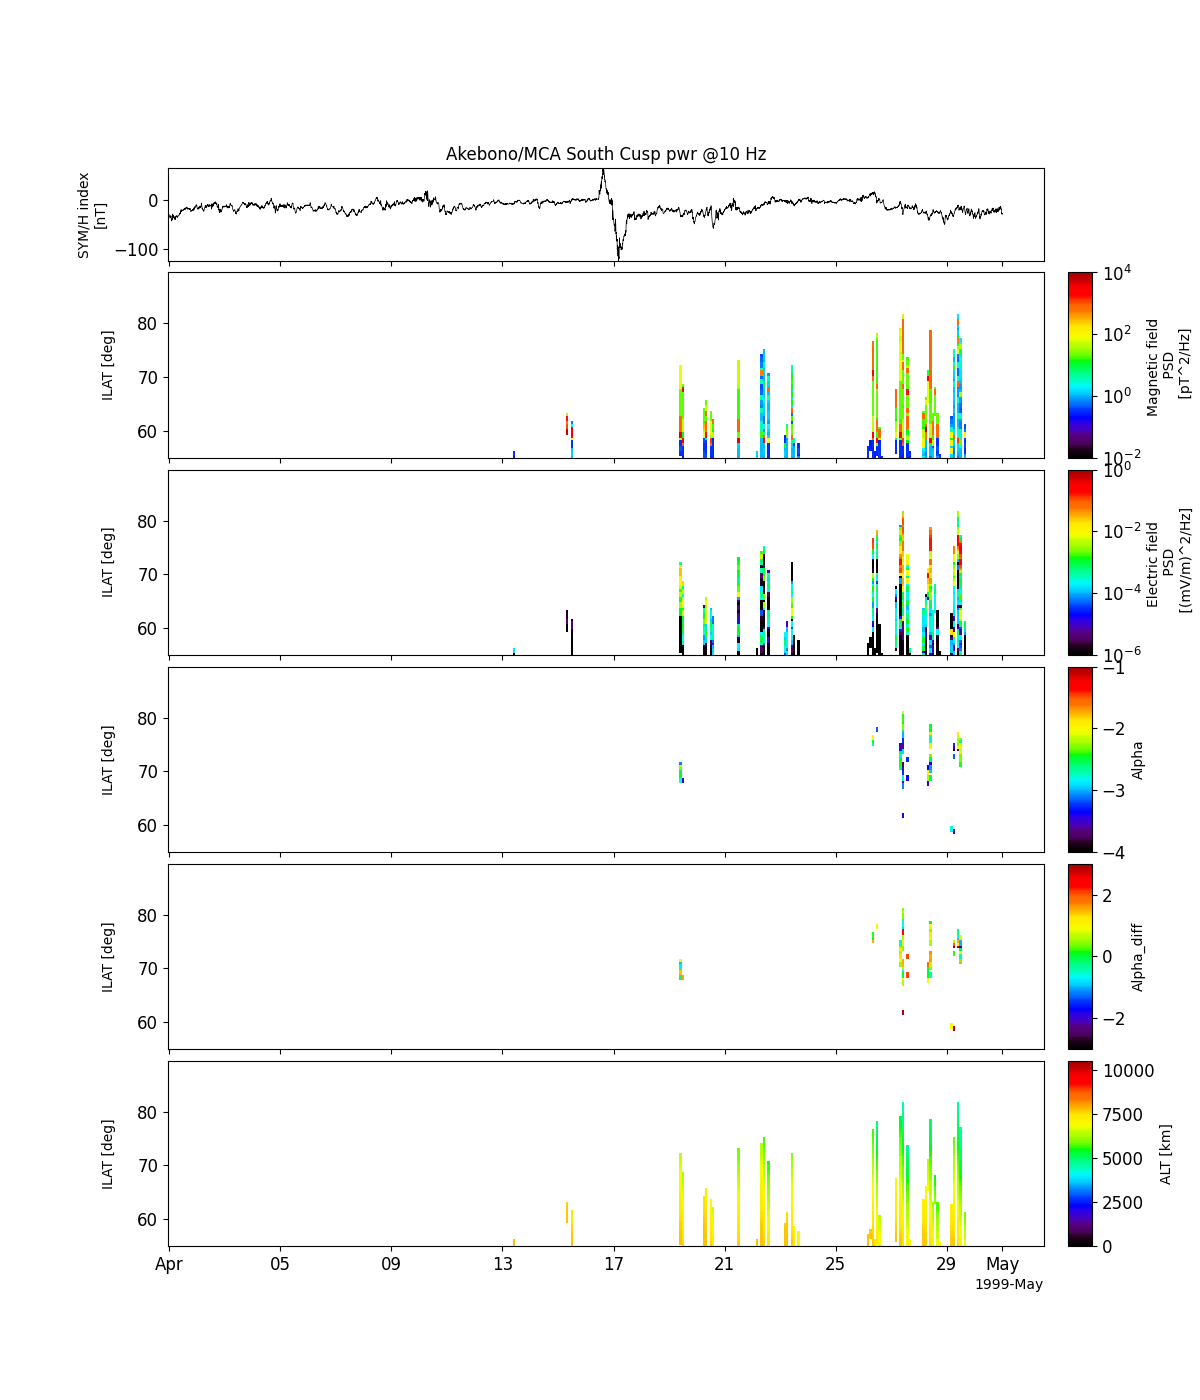 Akebono/MCA South Cusp pwr @10 Hz
SYM/H index
[nT]
0
−100
ILAT [deg]
80
70
60
10^4
10^2
10^0
10^-2
Magnetic field
PSD
[pT^2/Hz]
ILAT [deg]
80
70
60
10^0
10^-2
10^-4
10^-6
Electric field
PSD
[(mV/m)^2/Hz]
ILAT [deg]
80
70
60
−1
−2
−3
−4
Alpha
ILAT [deg]
80
70
60
2
0
−2
Alpha_diff
ILAT [deg]
80
70
60
10000
7500
5000
2500
0
ALT [km]
Apr 05 09 13 17 21 25 29 May
1999-May